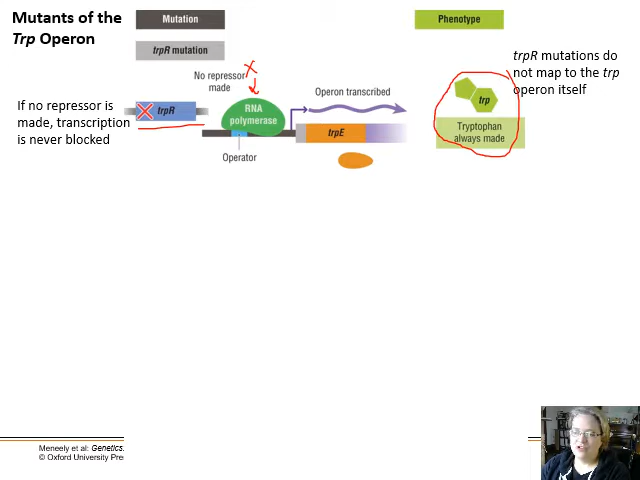 Mutants of the
Trp Operon
Mutation
Phenotype
trpR mutation
No repressor
made
trpR mutations do
not map to the trp
operon itself
If no repressor is
made, transcription
is never blocked
trpR
RNA
polymerase
Operon transcribed
trpE
Operator
trp
Tryptophan
always made
Meneely et al: Genetics.
© Oxford University Pre